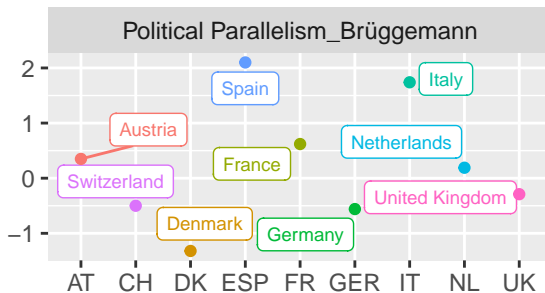 Political Parallelism_Brüggemann
2
1
0
−1
Spain
Italy
Austria
Netherlands
France
Switzerland
United Kingdom
Denmark
Germany
AT CH DK ESP FR GER IT NL UK